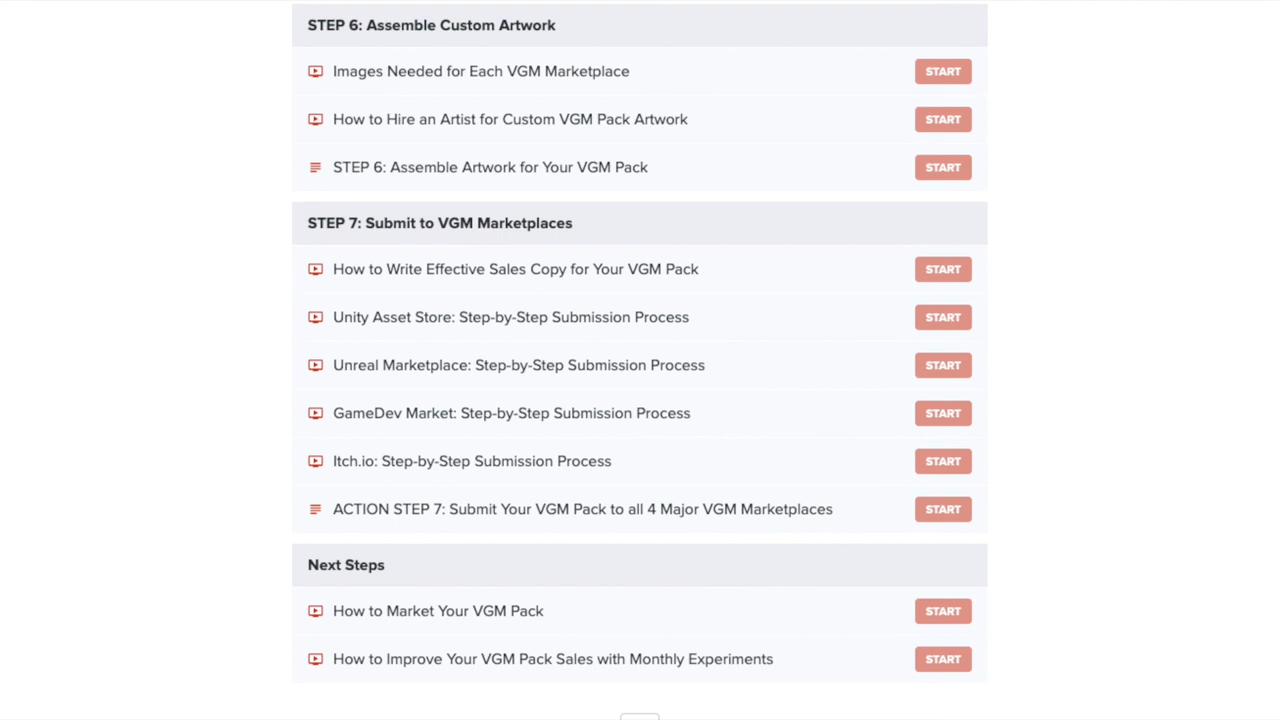 STEP 6: Assemble Custom Artwork
Images Needed for Each VGM Marketplace START
How to Hire an Artist for Custom VGM Pack Artwork START
STEP 6: Assemble Artwork for Your VGM Pack START
STEP 7: Submit to VGM Marketplaces
How to Write Effective Sales Copy for Your VGM Pack START
Unity Asset Store: Step-by-Step Submission Process START
Unreal Marketplace: Step-by-Step Submission Process START
GameDev Market: Step-by-Step Submission Process START
Itch.io: Step-by-Step Submission Process START
ACTION STEP 7: Submit Your VGM Pack to all 4 Major VGM Marketplaces START
Next Steps
How to Market Your VGM Pack START
How to Improve Your VGM Pack Sales with Monthly Experiments START